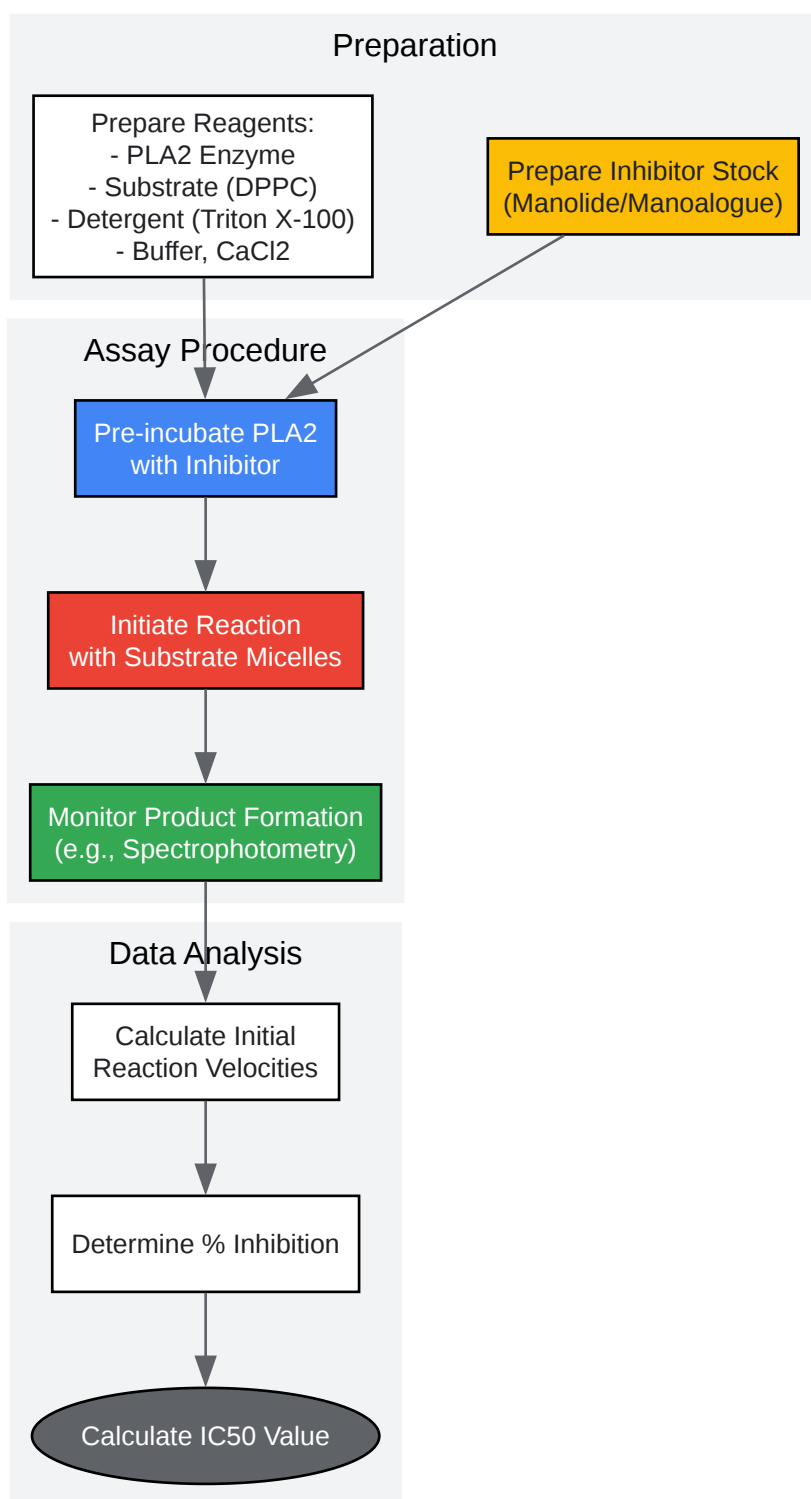 Preparation
Prepare Reagents:
- PLA2 Enzyme
- Substrate (DPPC)
- Detergent (Triton X-100)
- Buffer, CaCl2
Prepare Inhibitor Stock
(Manolide/Manoalogue)
Assay Procedure
Pre-incubate PLA2
with Inhibitor
Initiate Reaction
with Substrate Micelles
Monitor Product Formation
(e.g., Spectrophotometry)
Data Analysis
Calculate Initial
Reaction Velocities
Determine % Inhibition
Calculate IC50 Value